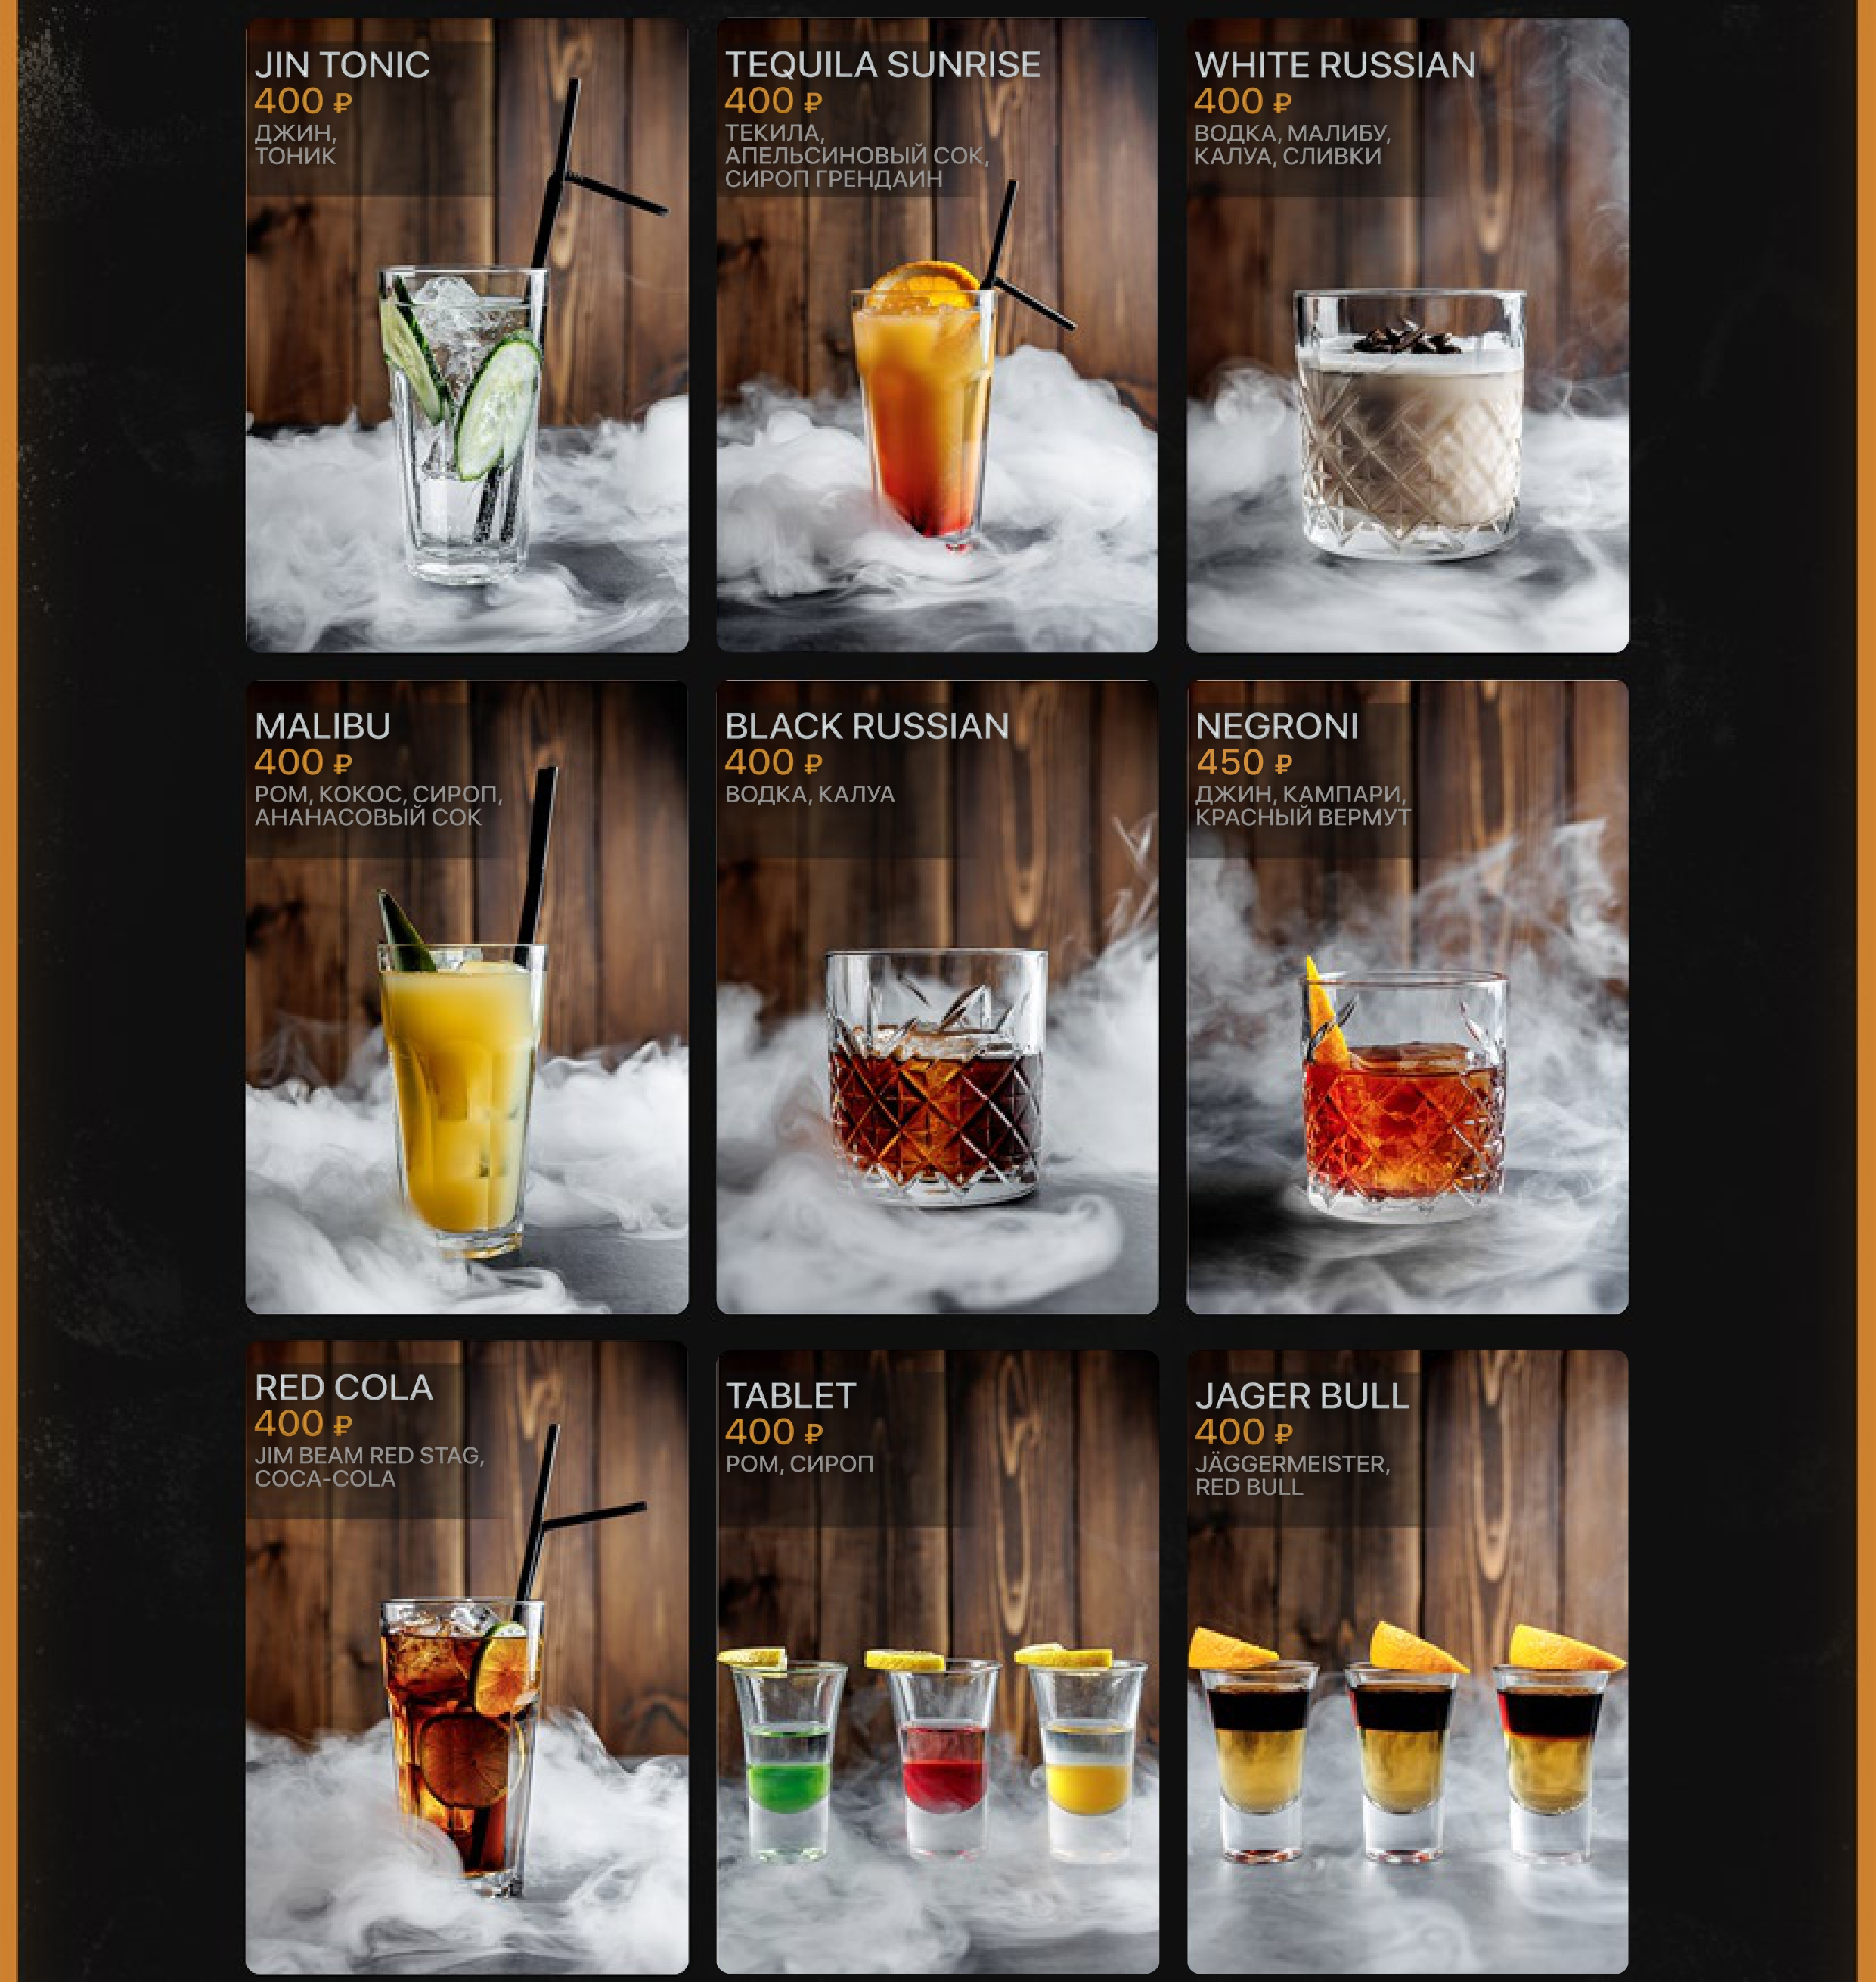 JIN TONIC
400 ₽
ДЖИН,
ТОНИК
TEQUILA SUNRISE
400 ₽
ТЕКИЛА,
АПЕЛЬСИНОВЫЙ СОК,
СИРОП ГРЕНДАИН
WHITE RUSSIAN
400 ₽
ВОДКА, МАЛИБУ,
КАЛУА, СЛИВКИ
MALIBU
400 ₽
РОМ, КОКОС, СИРОП,
АНАНАСОВЫЙ СОК
BLACK RUSSIAN
400 ₽
ВОДКА, КАЛУА
NEGRONI
450 ₽
ДЖИН, КАМПАРИ,
КРАСНЫЙ ВЕРМУТ
RED COLA
400 ₽
JIM BEAM RED STAG,
COCA-COLA
TABLET
400 ₽
РОМ, СИРОП
JAGER BULL
400 ₽
JÄGGERMEISTER,
RED BULL